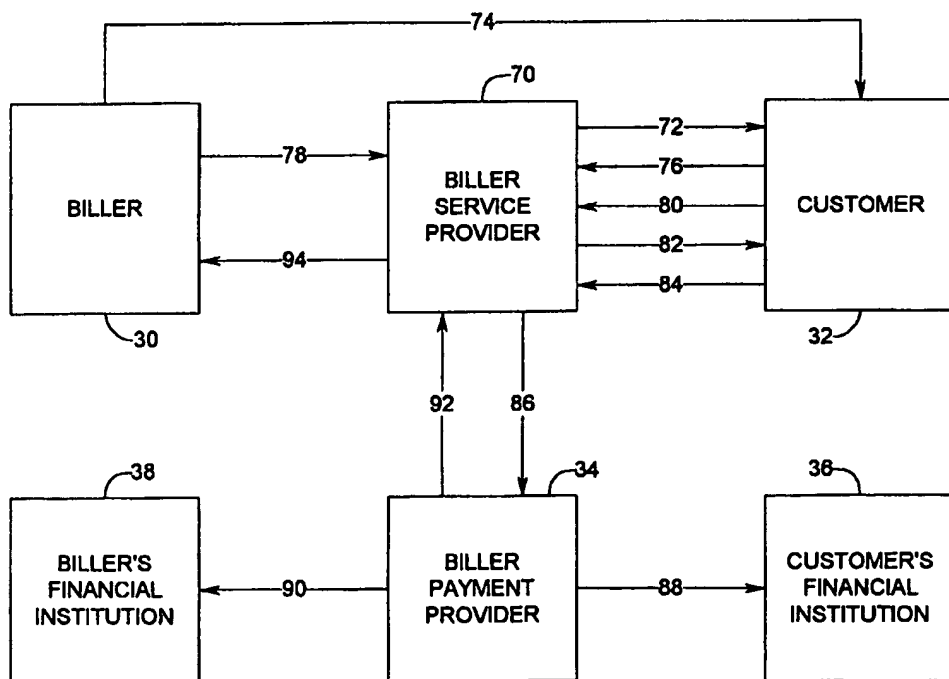 74
70
72
78
76
BILLER
BILLER
SERVICE
PROVIDER
80
CUSTOMER
94
82
84
30
32
92
86
38
34
36
BILLER'S
FINANCIAL
INSTITUTION
90
BILLER
PAYMENT
PROVIDER
88
CUSTOMER'S
FINANCIAL
INSTITUTION